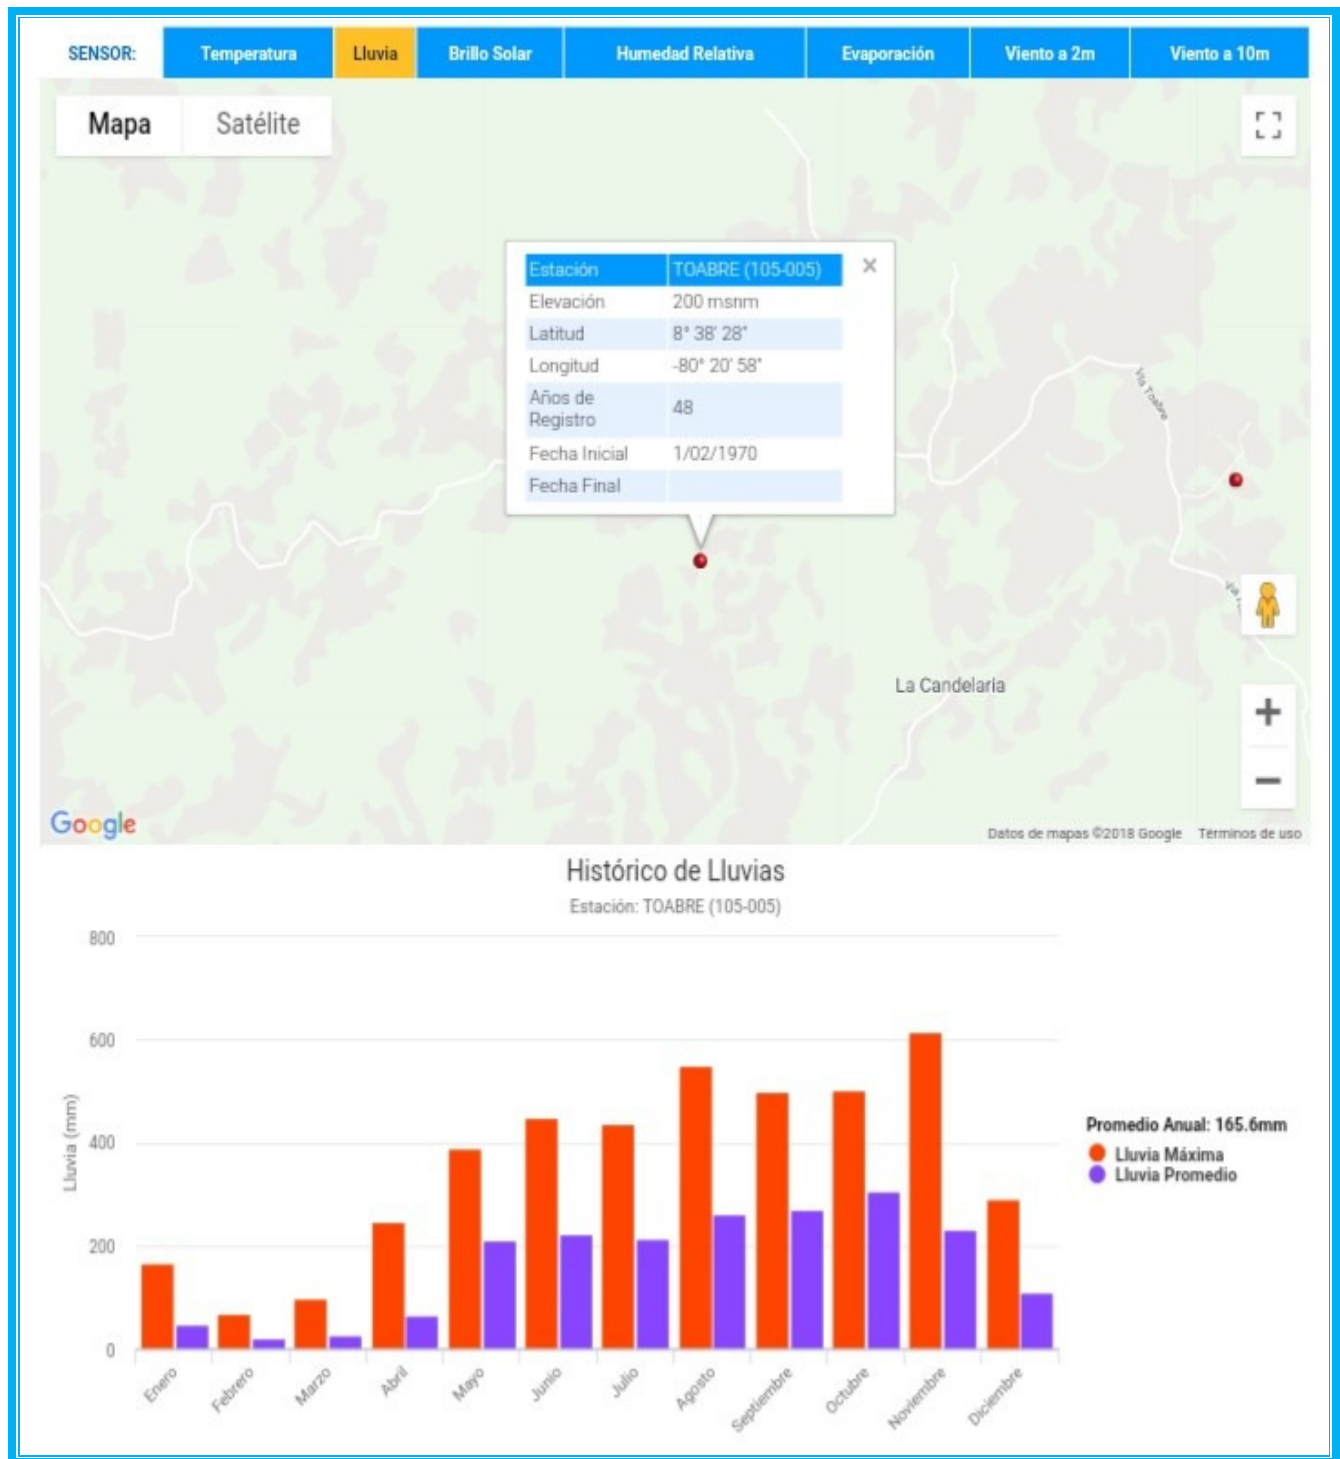 SENSOR: Temperatura Lluvia Brillo Solar Humedad Relativa Evaporación Viento a 2m Viento a 10m
Mapa Satélite
Estación TOABRE (105-005) ×
Elevación 200 msnm
Latitud 8° 38' 28"
Longitud -80° 20' 58"
Años de
Registro 48
Fecha Inicial 1/02/1970
Fecha Final
Vía Toabre
La Candelaria
Google
Datos de mapas ©2018 Google Términos de uso
Histórico de Lluvias
Estación: TOABRE (105-005)
800
600
400
200
0
Lluvia (mm)
Promedio Anual: 165.6mm
Lluvia Máxima
Lluvia Promedio
Enero Febrero Marzo Abril Mayo Junio Julio Agosto Septiembre Octubre Noviembre Diciembre